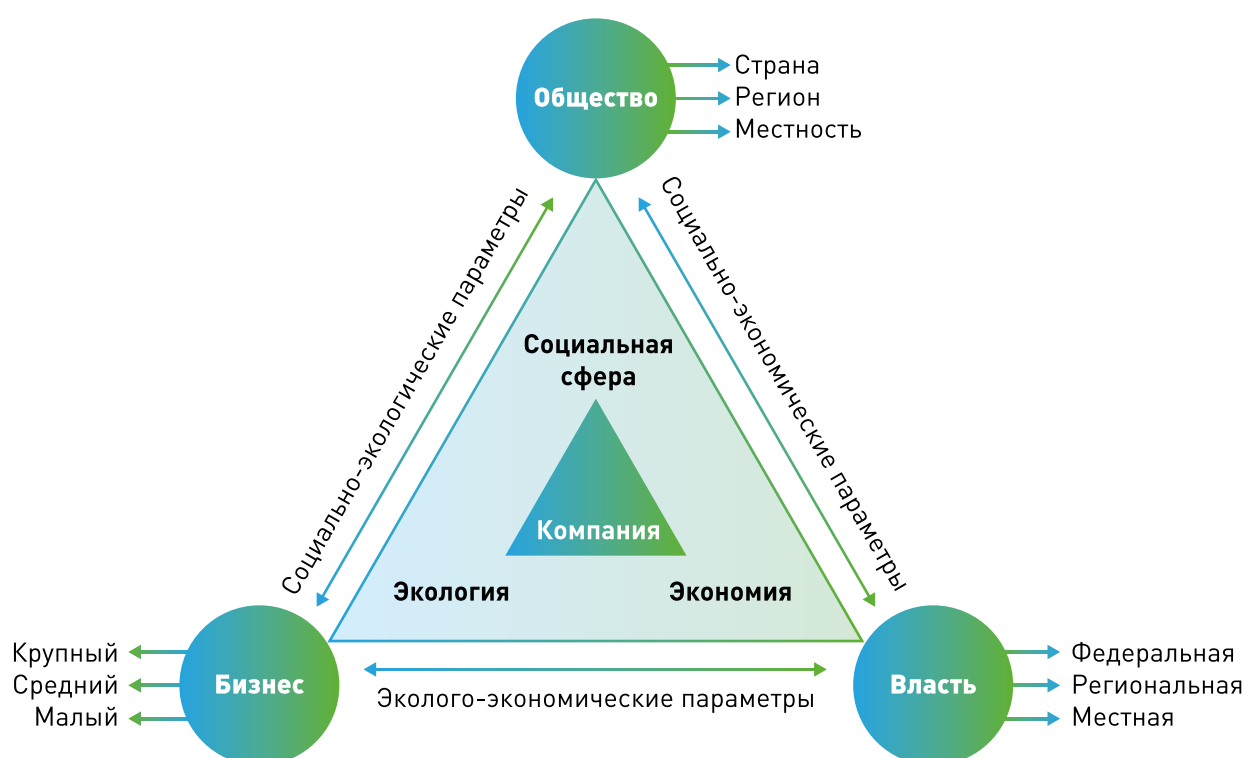 Общество
Страна
Регион
Местность
Социально-экологические параметры
Социально-экономические параметры
Социальная
сфера
Компания
Экология
Экономия
Крупный
Средний
Малый
Бизнес
Эколого-экономические параметры
Власть
Федеральная
Региональная
Местная